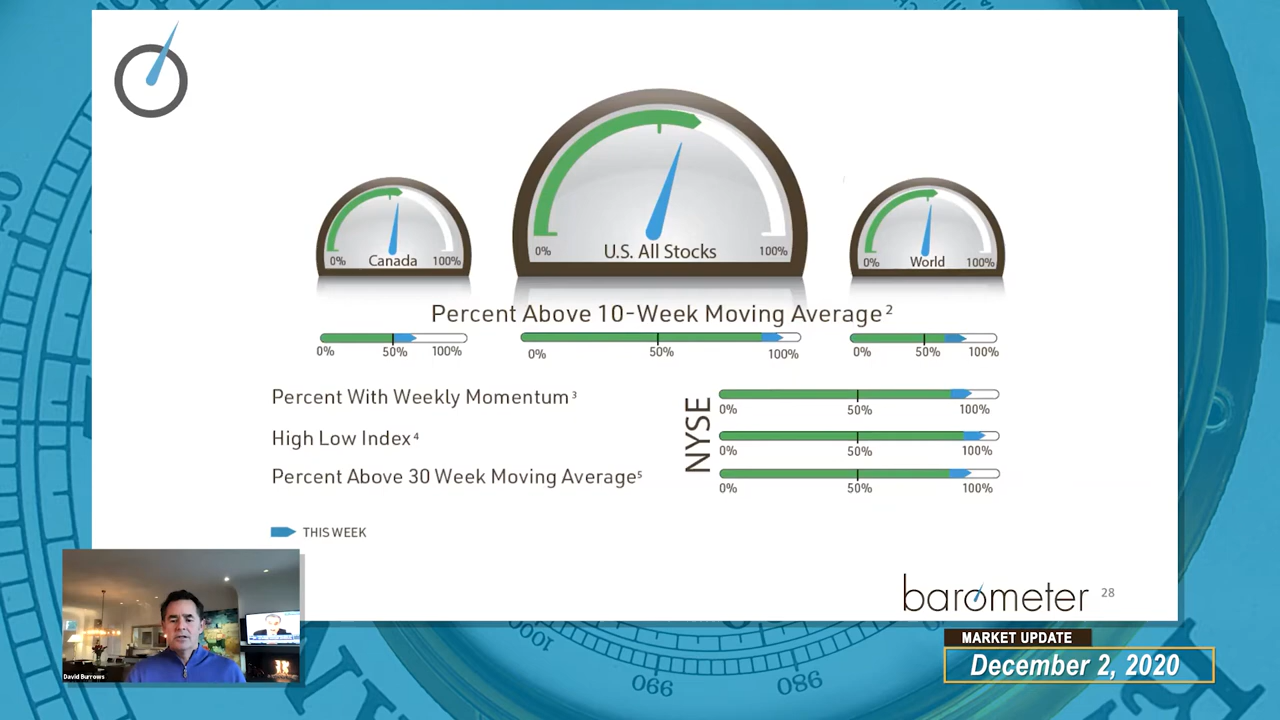 0% Canada 100%
0% U.S. All Stocks 100%
0% World 100%
Percent Above 10-Week Moving Average2
0% 50% 100%
0% 50% 100%
0% 50% 100%
Percent With Weekly Momentum3
High Low Index4
Percent Above 30 Week Moving Average5
NYSE
0% 50% 100%
0% 50% 100%
0% 50% 100%
THIS WEEK
barometer 28
David Burrows
MARKET UPDATE
December 2, 2020
1000
990
980